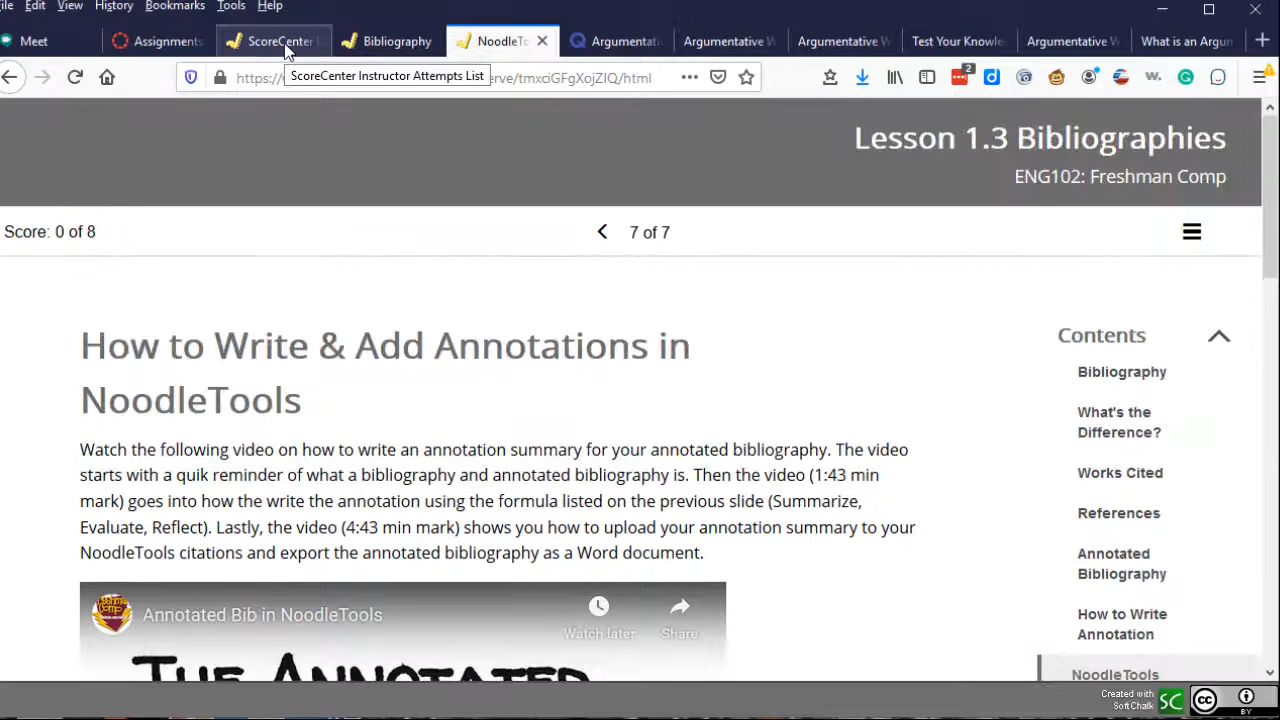 ile Edit View History Bookmarks Tools Help
Meet Assignments ScoreCenter Bibliography NoodleTo Argumentati Argumentative W Argumentative W Test Your Knowle Argumentative W What is an Argun
https:// erve/tmxciGFgXojZIQ/html 2 w.
ScoreCenter Instructor Attempts List
Lesson 1.3 Bibliographies
ENG102: Freshman Comp
Score: 0 of 8 7 of 7
How to Write & Add Annotations in
NoodleTools
Watch the following video on how to write an annotation summary for your annotated bibliography. The video
starts with a quik reminder of what a bibliography and annotated bibliography is. Then the video (1:43 min
mark) goes into how the write the annotation using the formula listed on the previous slide (Summarize,
Evaluate, Reflect). Lastly, the video (4:43 min mark) shows you how to upload your annotation summary to your
NoodleTools citations and export the annotated bibliography as a Word document.
Annotated Bib in NoodleTools
Watch later Share
THE ANNOTATED
Contents
Bibliography
What's the
Difference?
Works Cited
References
Annotated
Bibliography
How to Write
Annotation
NoodleTools
Created with
SoftChalk SC cc BY